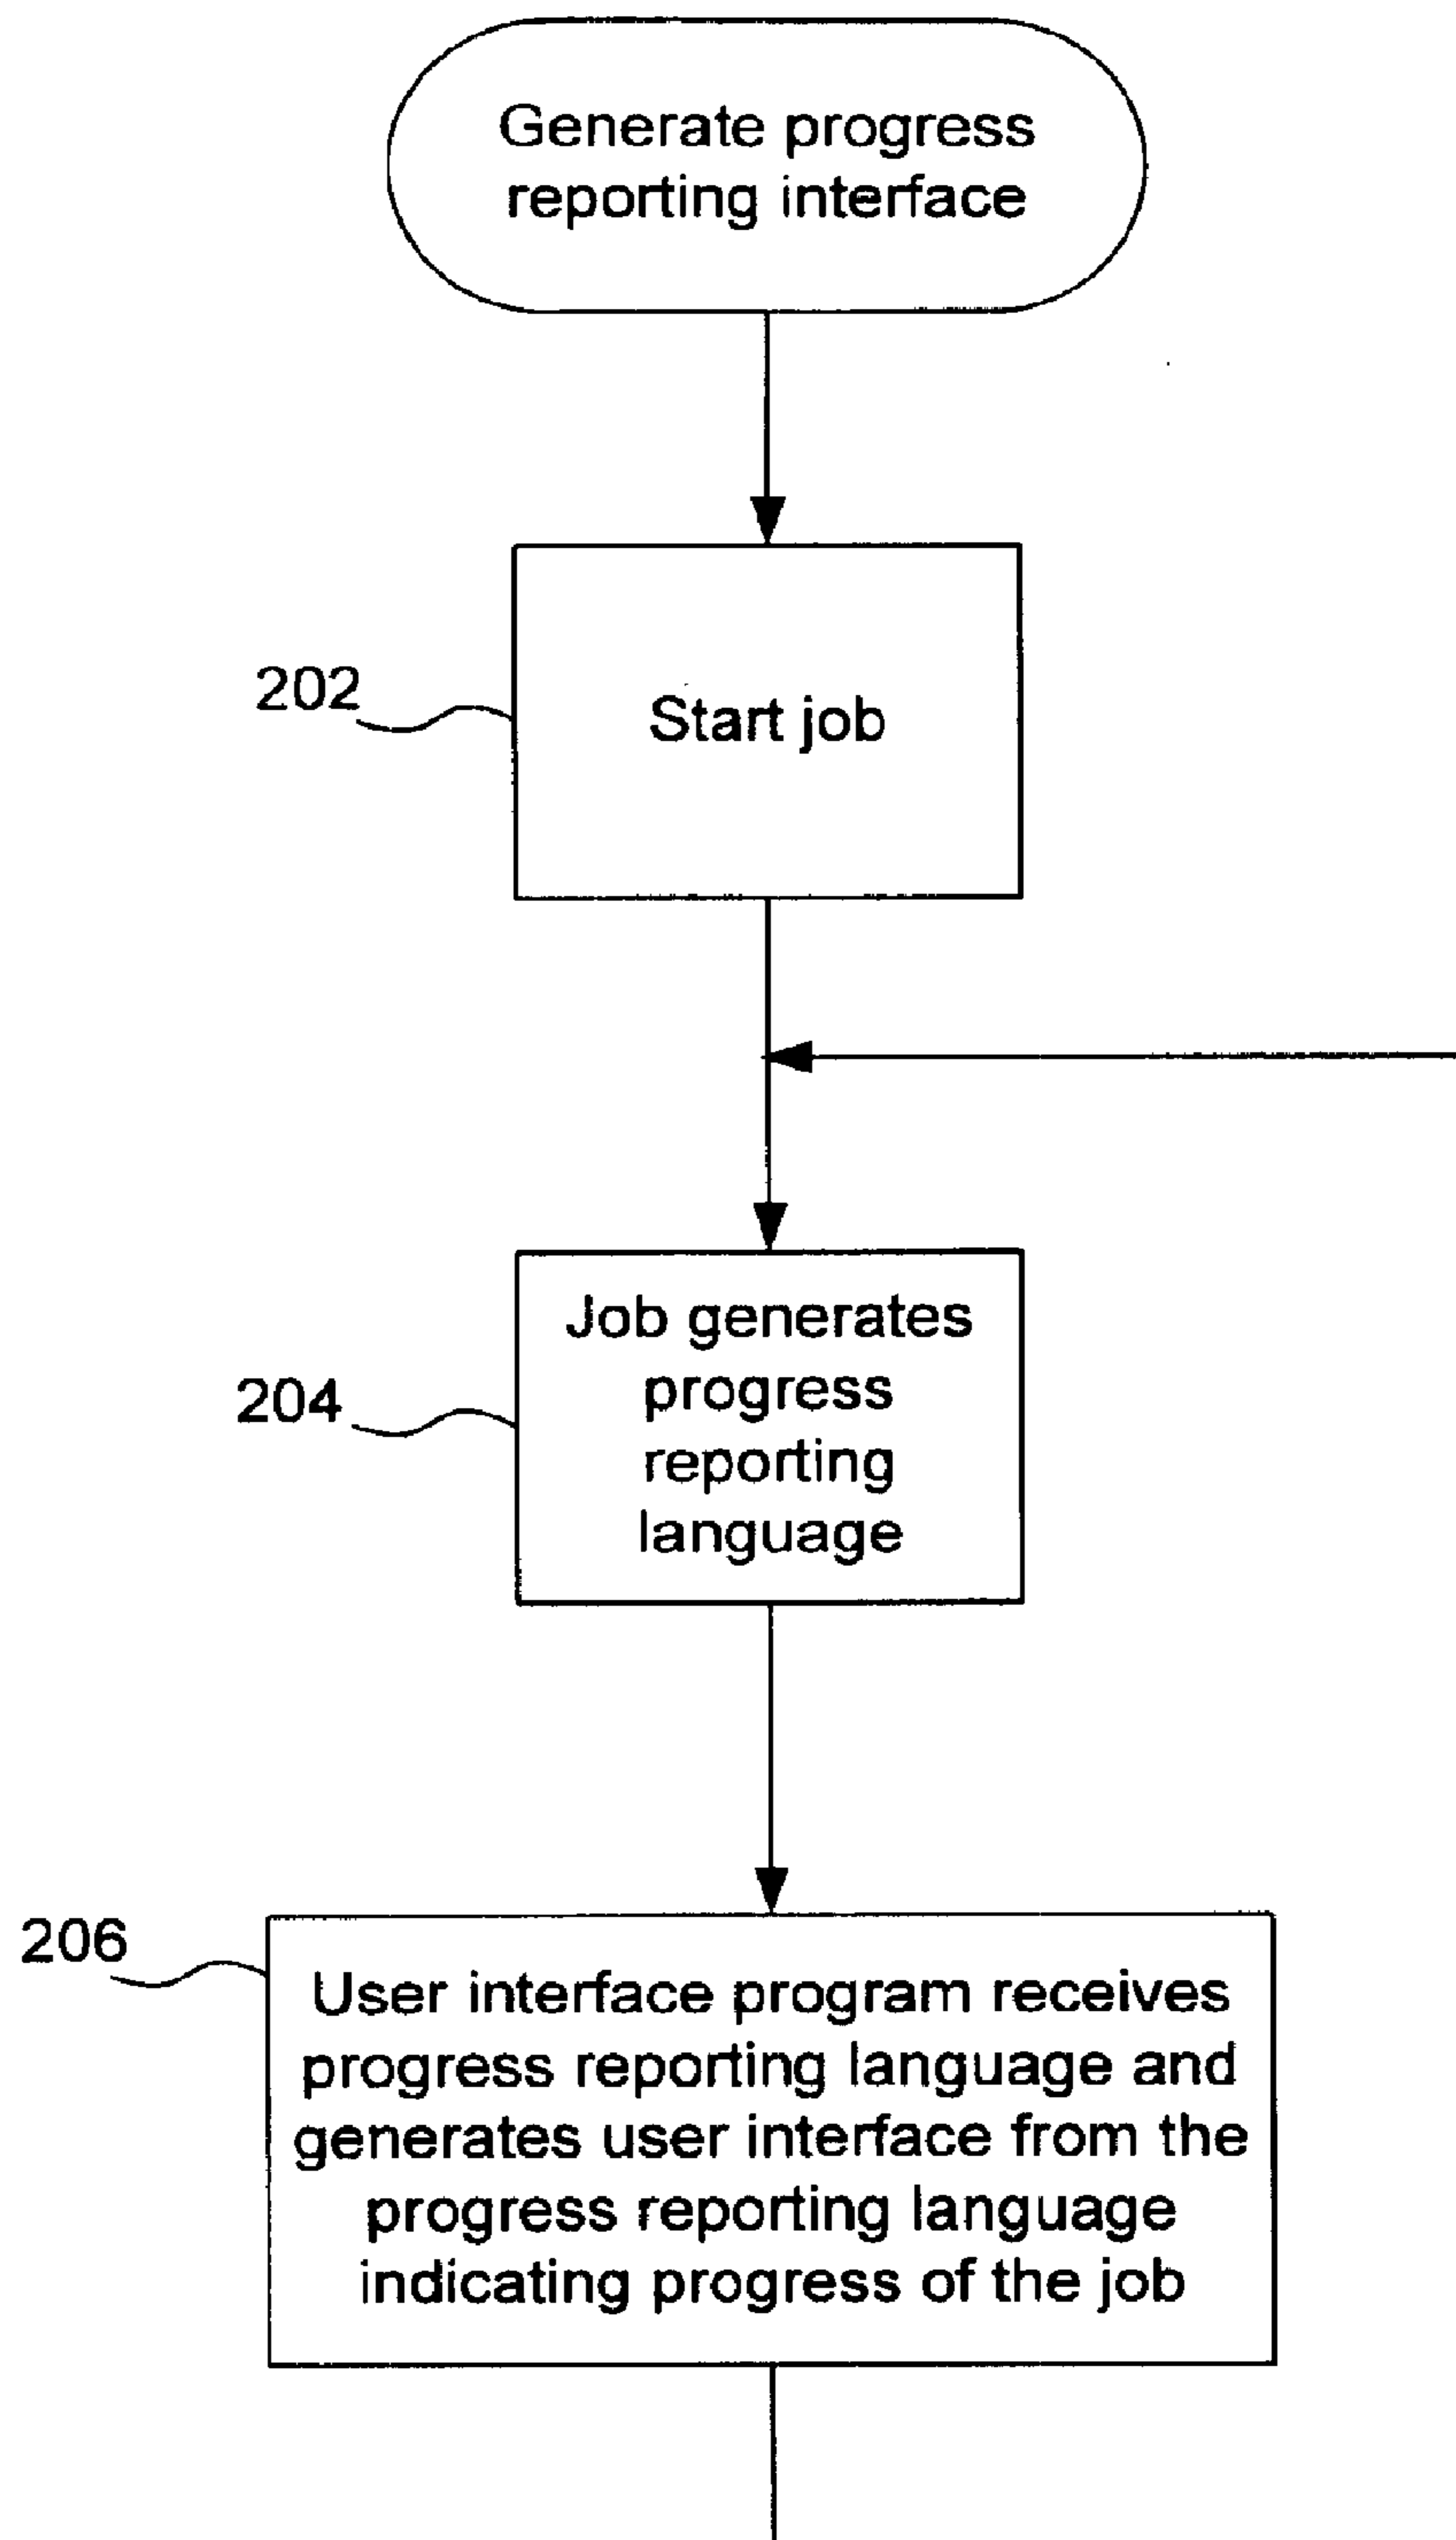 Generate progress
reporting interface
202
Start job
204
Job generates
progress
reporting
language
206
User interface program receives
progress reporting language and
generates user interface from the
progress reporting language
indicating progress of the job